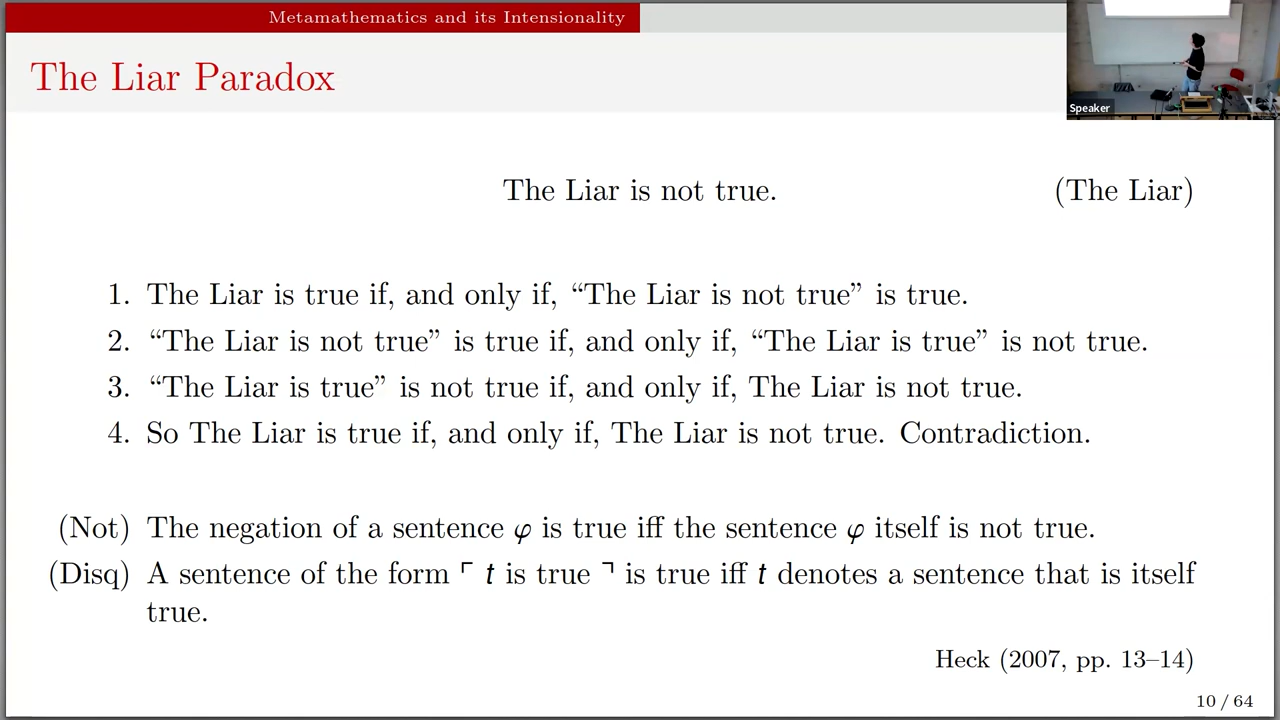 Metamathematics and its Intensionality
The Liar Paradox
Speaker
The Liar is not true. (The Liar)
1. The Liar is true if, and only if, “The Liar is not true” is true.
2. “The Liar is not true” is true if, and only if, “The Liar is true” is not true.
3. “The Liar is true” is not true if, and only if, The Liar is not true.
4. So The Liar is true if, and only if, The Liar is not true. Contradiction.
(Not) The negation of a sentence φ is true iff the sentence φ itself is not true.
(Disq) A sentence of the form ⌜ t is true ⌝ is true iff t denotes a sentence that is itself
true.
Heck (2007, pp. 13–14)
10 / 64